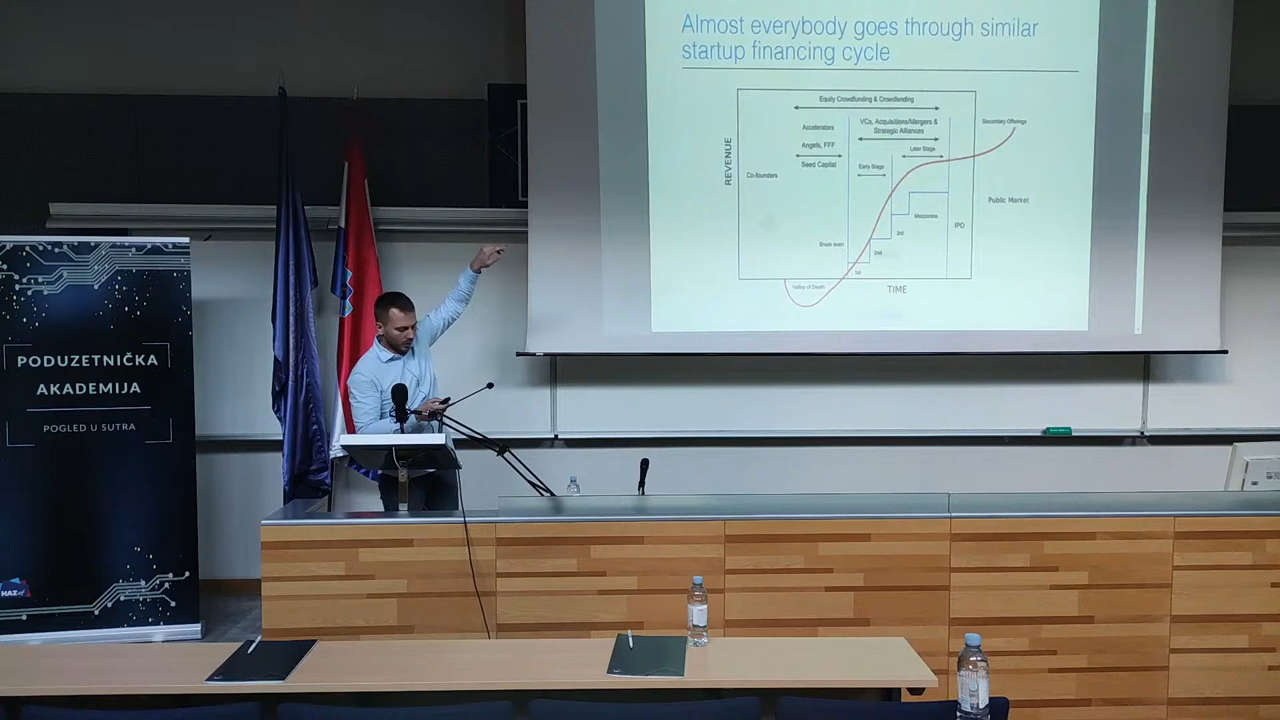 Almost everybody goes through similar
startup financing cycle
Equity Crowdfunding & Crowdlending
Accelerators
Angels, FFF
Seed Capital
VCs, Acquisitions/Mergers &
Strategic Alliances
Later Stage
Early Stage
Secondary Offerings
REVENUE
Co-founders
Public Market
Mezzanine
IPO
3rd
Break even
2nd
1st
Valley of Death
TIME
PODUZETNIČKA
AKADEMIJA
POGLED U SUTRA